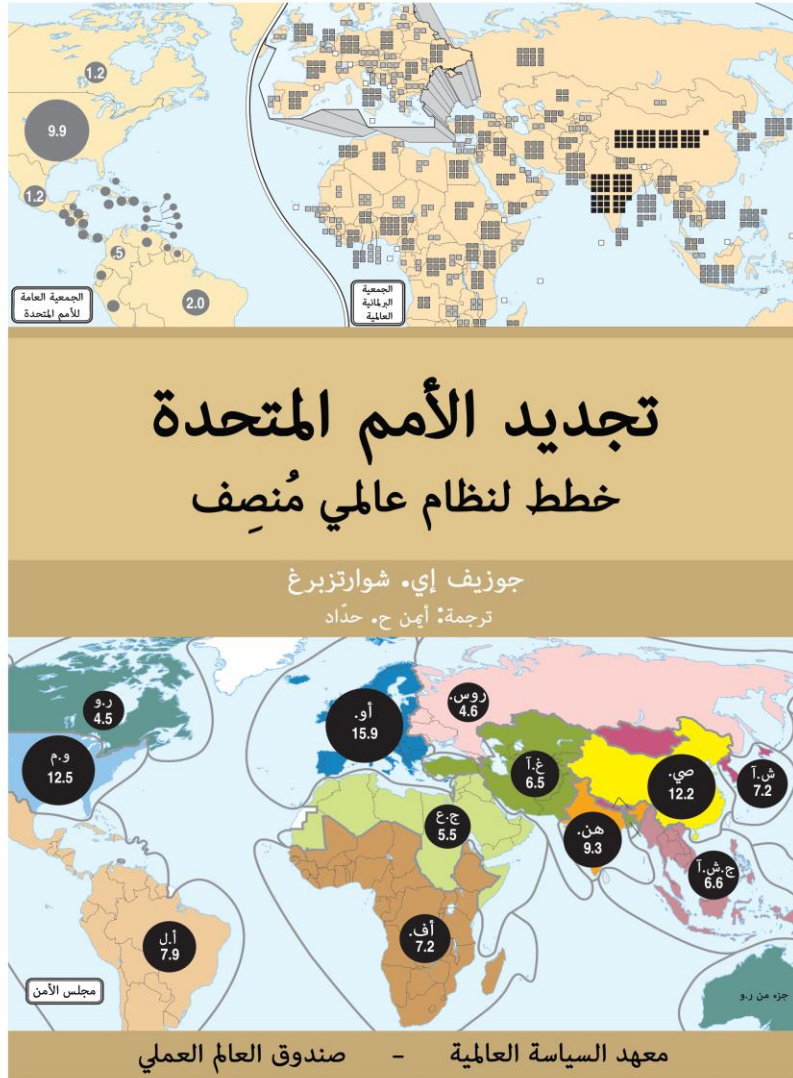 1.2
9.9
1.2
.5
2.0
الجمعية العامة
للأمم المتحدة
الجمعية
البرلمانية
العالمية
تجديد الأمم المتحدة
خطط لنظام عالمي مُنصِف
جوزيف إي. شوارتزبرغ
ترجمة: أيمن ح. حدّاد
ر.و
4.5
و.م
12.5
أو.
15.9
روس.
4.6
غ.آ
6.5
صي.
12.2
ش.آ
7.2
ج.ع
5.5
هن.
9.3
ج.ش.آ
6.6
أ.ل
7.9
أف.
7.2
مجلس الأمن
جزء من ر.و
معهد السياسة العالمية - صندوق العالم العملي